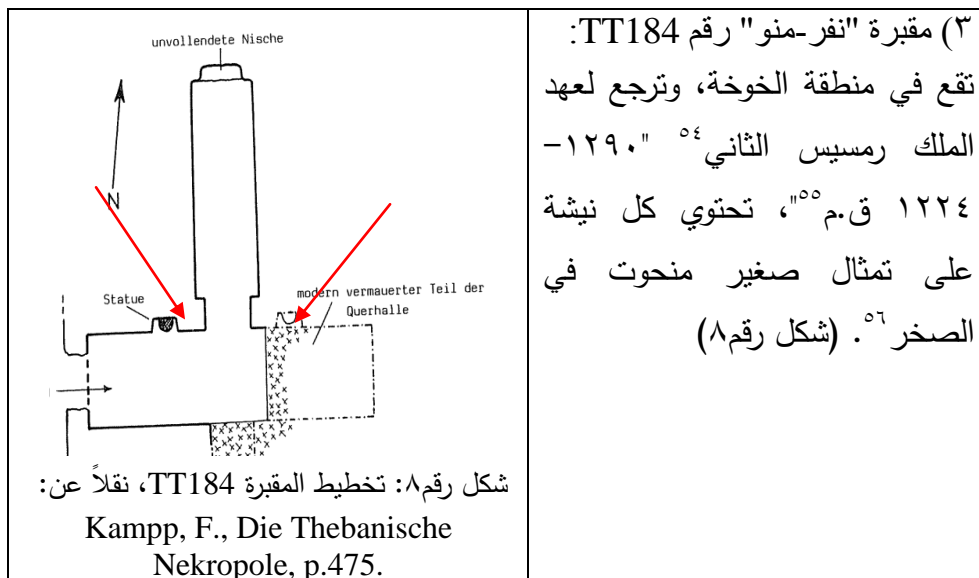 ٣) مقبرة "نفر-منو" رقم TT184:
تقع في منطقة الخوخة، وترجع لعهد
الملك رمسيس الثاني٥٤ "١٢٩٠–
١٢٢٤ ق.م٥٥"، تحتوي كل نيشة
على تمثال صغير منحوت في
الصخر٥٦. (شكل رقم٨)
unvollendete Nische
N
Statue
modern vermauerter Teil der
Querhalle
شكل رقم٨: تخطيط المقبرة TT184، نقلاً عن:
Kampp, F., Die Thebanische
Nekropole, p.475.